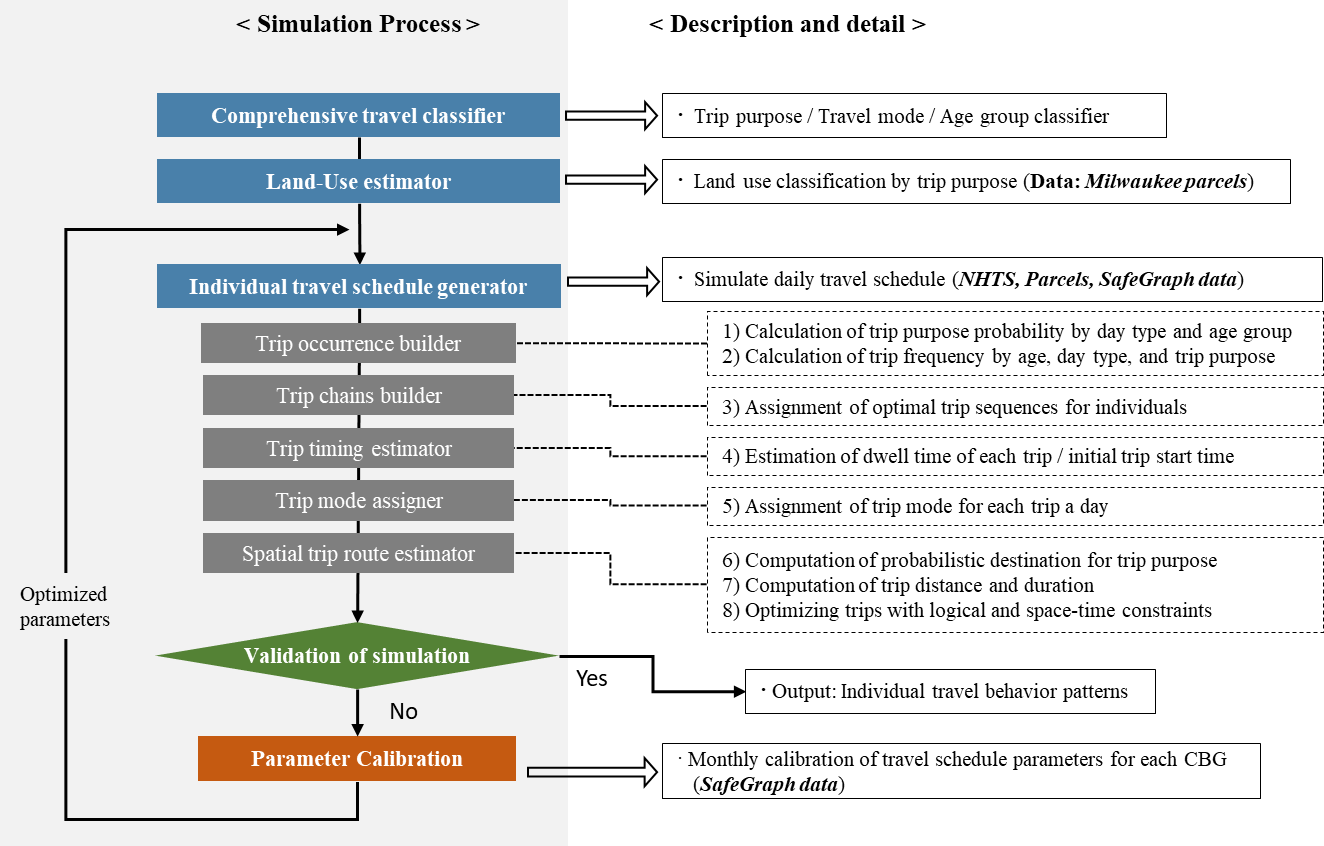 < Simulation Process >
< Description and detail >
Comprehensive travel classifier
· Trip purpose / Travel mode / Age group classifier
Land-Use estimator
· Land use classification by trip purpose (Data: Milwaukee parcels)
Individual travel schedule generator
· Simulate daily travel schedule (NHTS, Parcels, SafeGraph data)
Trip occurrence builder
1) Calculation of trip purpose probability by day type and age group
2) Calculation of trip frequency by age, day type, and trip purpose
Trip chains builder
3) Assignment of optimal trip sequences for individuals
Trip timing estimator
4) Estimation of dwell time of each trip / initial trip start time
Trip mode assigner
5) Assignment of trip mode for each trip a day
Spatial trip route estimator
6) Computation of probabilistic destination for trip purpose
7) Computation of trip distance and duration
8) Optimizing trips with logical and space-time constraints
Optimized
parameters
Validation of simulation
Yes
· Output: Individual travel behavior patterns
No
Parameter Calibration
· Monthly calibration of travel schedule parameters for each CBG
(SafeGraph data)